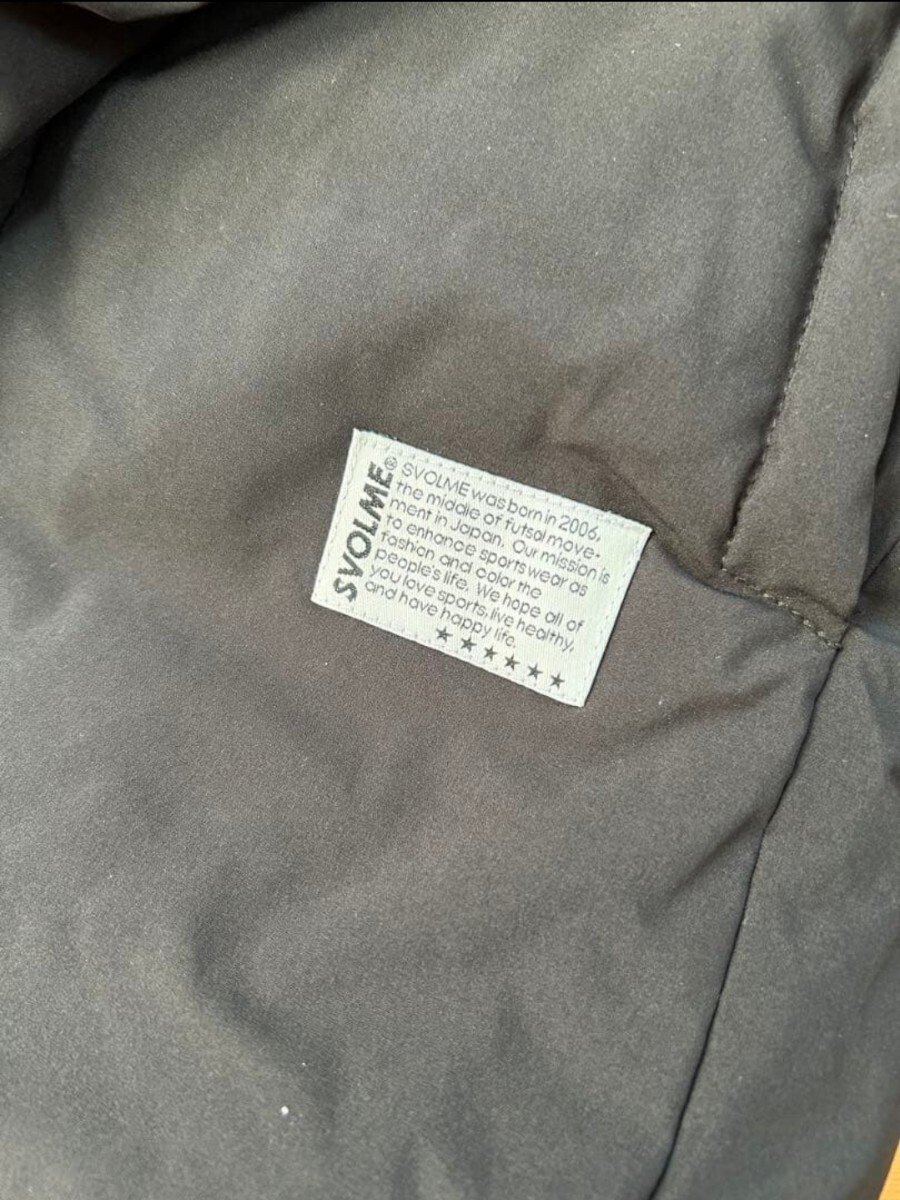 SVOLME®
SVOLME was born in 2006,
the middle of futsal move-
ment in Japan. Our mission is
to enhance sports wear as
fashion and color the
people's life. We hope all of
you love sports, live healthy,
and have happy life.
★ ★ ★ ★ ★ ★